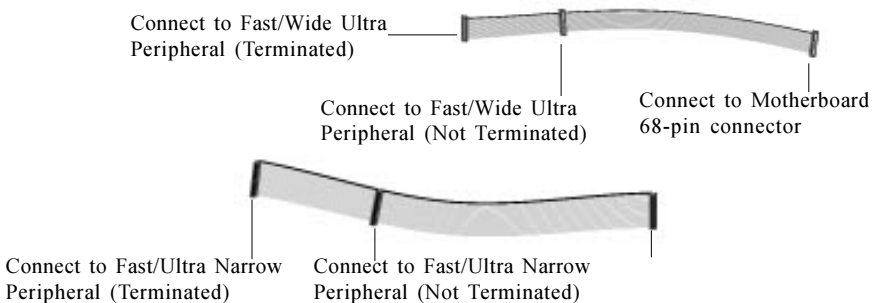 Connect to Fast/Wide Ultra
Peripheral (Terminated)
Connect to Fast/Wide Ultra
Peripheral (Not Terminated)
Connect to Motherboard
68-pin connector
Connect to Fast/Ultra Narrow
Peripheral (Terminated)
Connect to Fast/Ultra Narrow
Peripheral (Not Terminated)